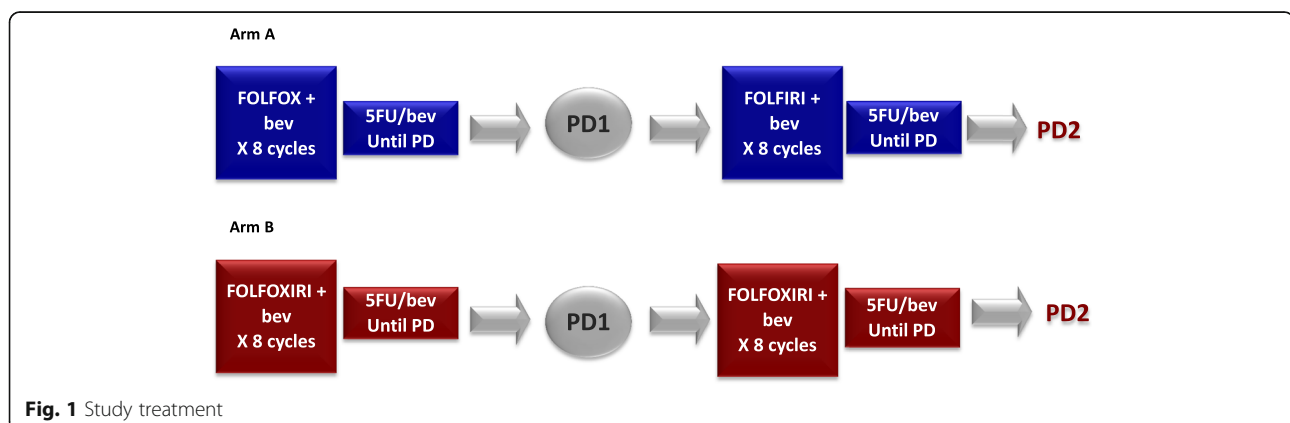 Arm A
FOLFOX +
bev
X 8 cycles
5FU/bev
Until PD
PD1
FOLFIRI +
bev
X 8 cycles
5FU/bev
Until PD
PD2
Arm B
FOLFOXIRI +
bev
X 8 cycles
5FU/bev
Until PD
PD1
FOLFOXIRI +
bev
X 8 cycles
5FU/bev
Until PD
PD2
Fig. 1 Study treatment